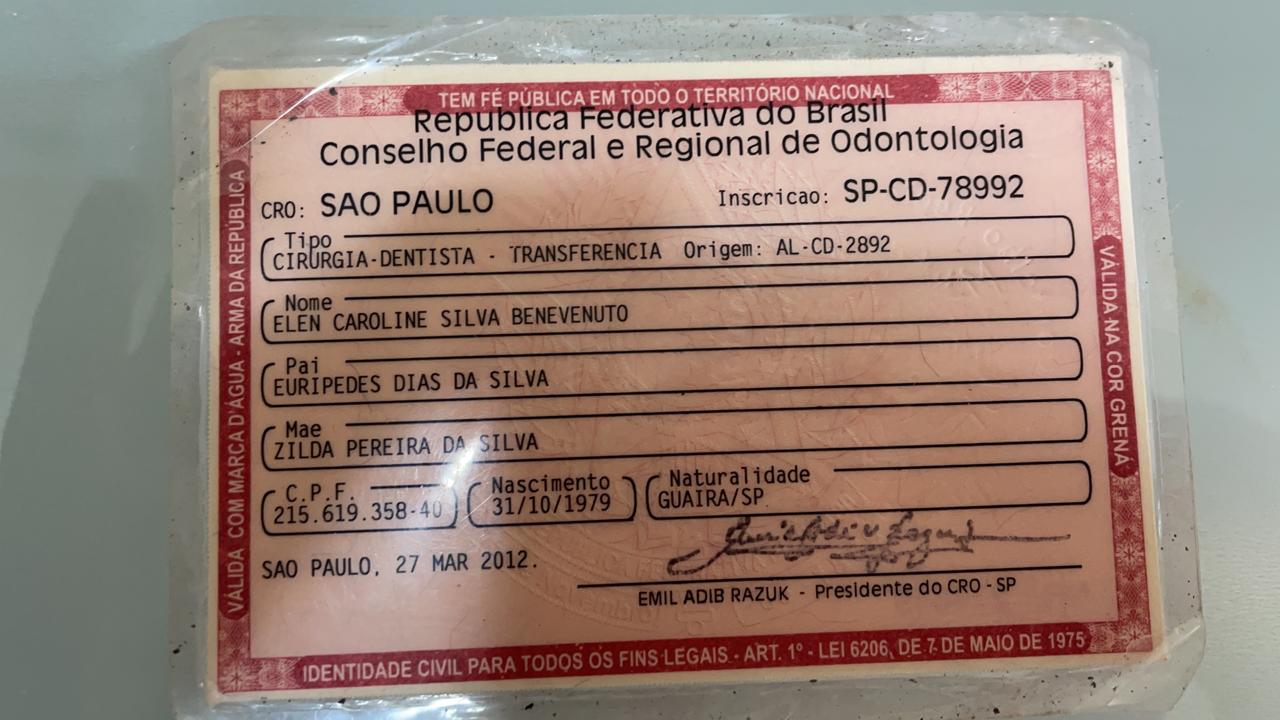 TEM FÉ PÚBLICA EM TODO O TERRITÓRIO NACIONAL
Republica Federativa do Brasil
Conselho Federal e Regional de Odontologia
CRO: SAO PAULO Inscricao: SP-CD-78992
Tipo
CIRURGIA-DENTISTA - TRANSFERENCIA Origem: AL-CD-2892
Nome
ELEN CAROLINE SILVA BENEVENUTO
Pai
EURIPEDES DIAS DA SILVA
Mae
ZILDA PEREIRA DA SILVA
C.P.F. Nascimento Naturalidade
215.619.358-40 31/10/1979 GUAIRA/SP
SAO PAULO, 27 MAR 2012.
EMIL ADIB RAZUK - Presidente do CRO - SP
IDENTIDADE CIVIL PARA TODOS OS FINS LEGAIS - ART. 1º - LEI 6206, DE 7 DE MAIO DE 1975
VÁLIDA COM MARCA D'ÁGUA - ARMA DA REPÚBLICA
VÁLIDA NA COR GRENÁ